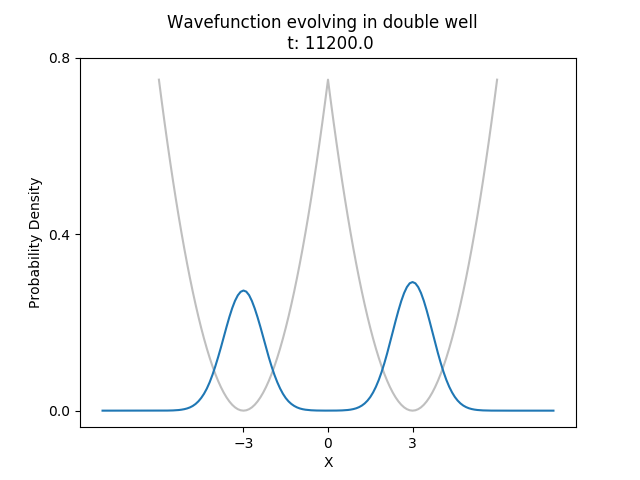 Wavefunction evolving in double well
t: 11200.0
0.8
0.4
0.0
Probability Density
−3
0
3
X